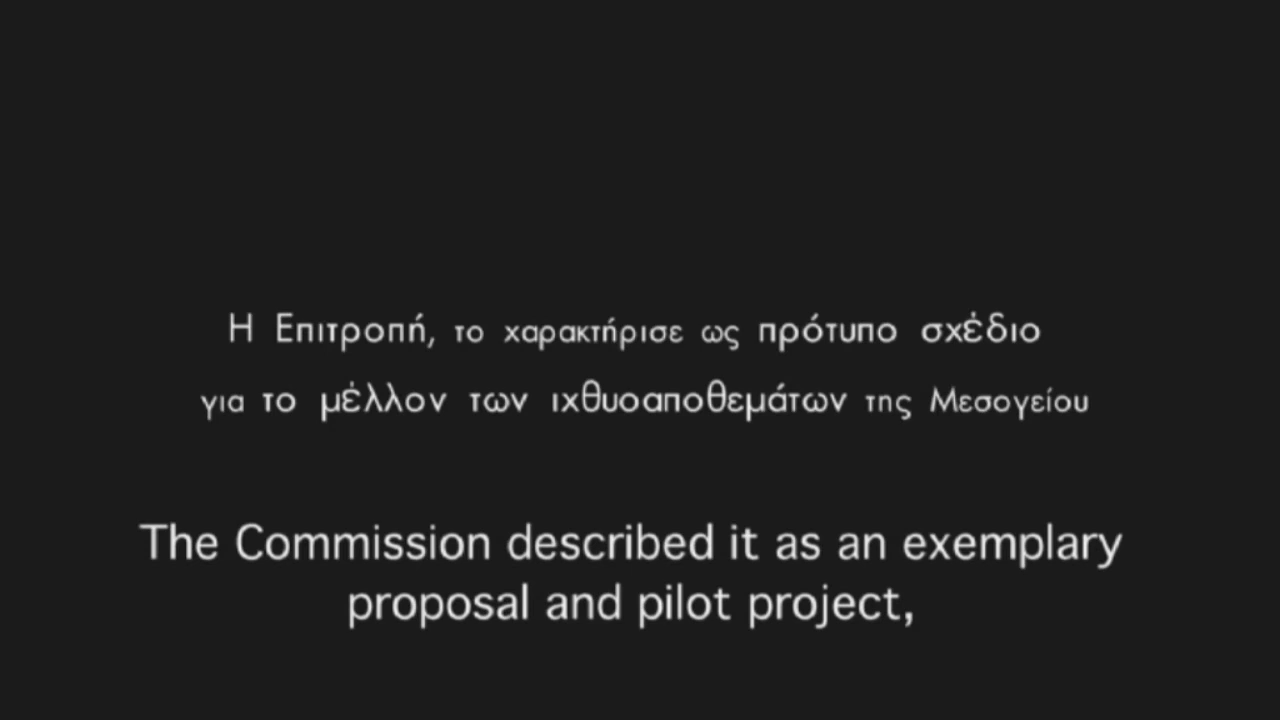 Η Επιτροπή, το χαρακτήρισε ως πρότυπο σχέδιο
για το μέλλον των ιχθυοαποθεμάτων της Μεσογείου
The Commission described it as an exemplary
proposal and pilot project,